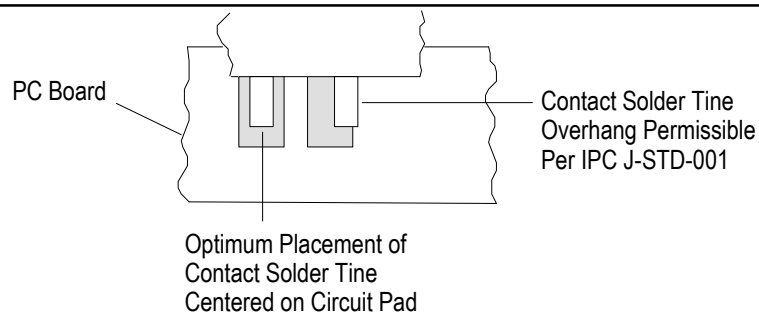 PC Board
Contact Solder Tine
Overhang Permissible
Per IPC J-STD-001
Optimum Placement of
Contact Solder Tine
Centered on Circuit Pad